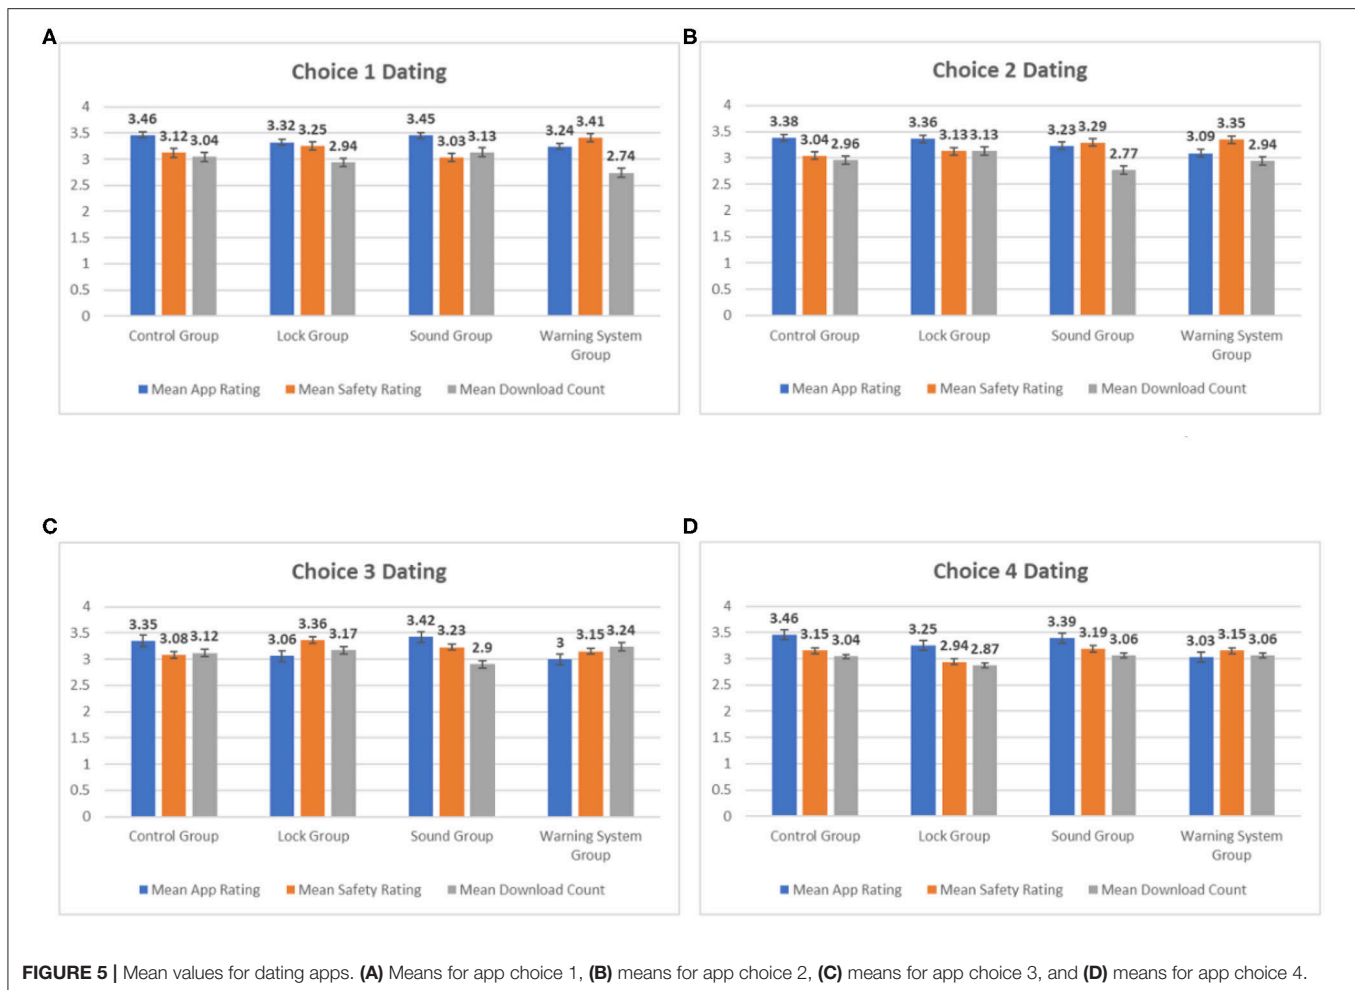 A
Choice 1 Dating
4
3.5
3
2.5
2
1.5
1
0.5
0
3.46 3.12 3.04
3.32 3.25 2.94
3.45 3.03 3.13
3.24 3.41 2.74
Control Group Lock Group Sound Group Warning System Group
Mean App Rating Mean Safety Rating Mean Download Count
B
Choice 2 Dating
4
3.5
3
2.5
2
1.5
1
0.5
0
3.38 3.04 2.96
3.36 3.13 3.13
3.23 3.29 2.77
3.09 3.35 2.94
Control Group Lock Group Sound Group Warning System Group
Mean App Rating Mean Safety Rating Mean Download Count
C
Choice 3 Dating
4
3.5
3
2.5
2
1.5
1
0.5
0
3.35 3.08 3.12
3.06 3.36 3.17
3.42 3.23 2.9
3 3.15 3.24
Control Group Lock Group Sound Group Warning System Group
Mean App Rating Mean Safety Rating Mean Download Count
D
Choice 4 Dating
4
3.5
3
2.5
2
1.5
1
0.5
0
3.46 3.15 3.04
3.25 2.94 2.87
3.39 3.19 3.06
3.03 3.15 3.06
Control Group Lock Group Sound Group Warning System Group
Mean App Rating Mean Safety Rating Mean Download Count
FIGURE 5 | Mean values for dating apps. (A) Means for app choice 1, (B) means for app choice 2, (C) means for app choice 3, and (D) means for app choice 4.